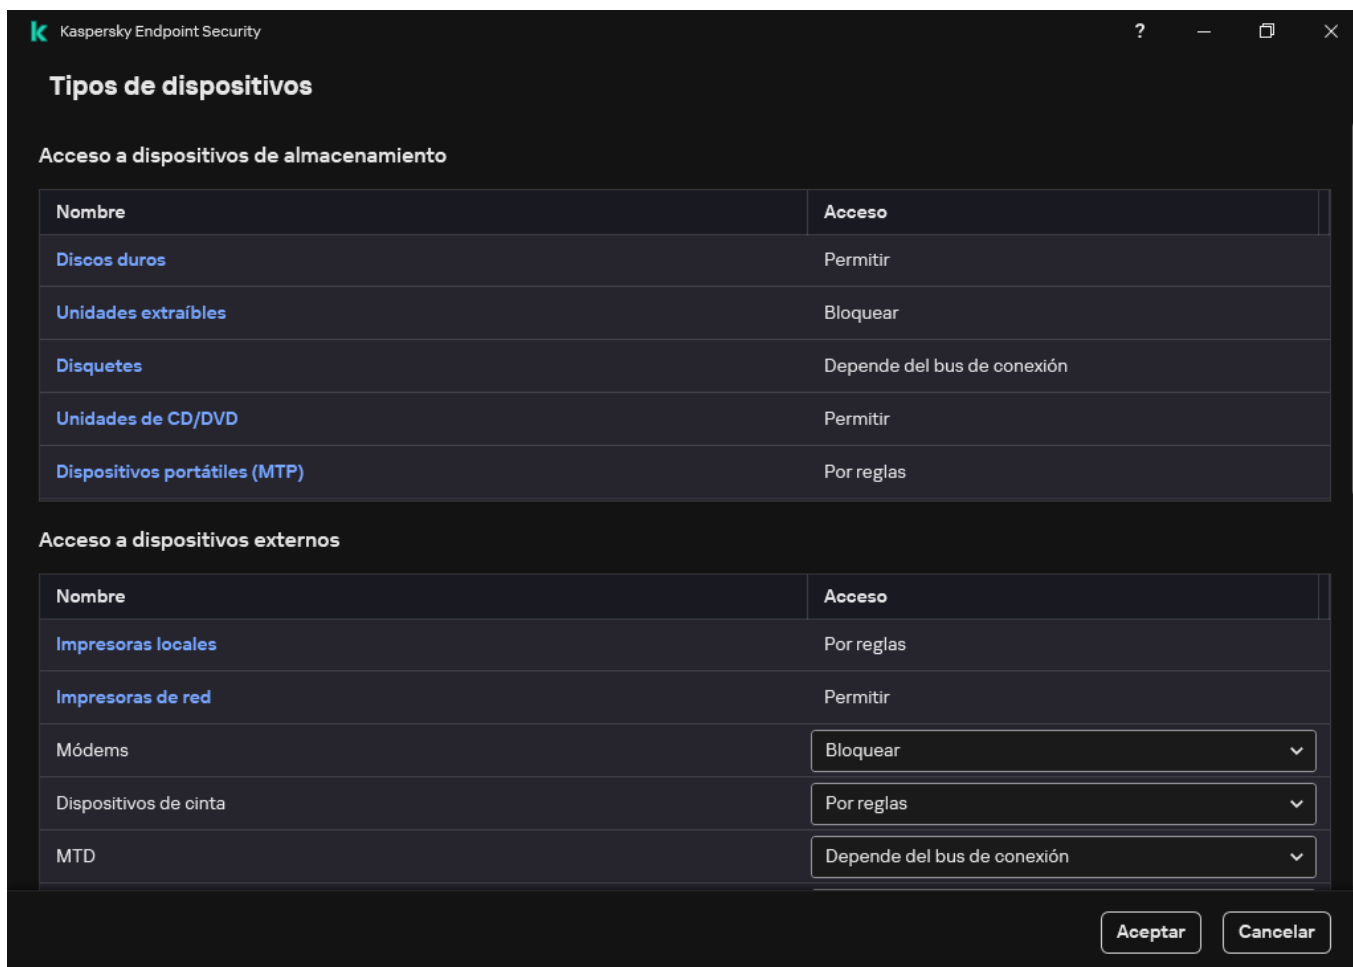 Kaspersky Endpoint Security
?
Tipos de dispositivos
Acceso a dispositivos de almacenamiento
Nombre Acceso
Discos duros Permitir
Unidades extraíbles Bloquear
Disquetes Depende del bus de conexión
Unidades de CD/DVD Permitir
Dispositivos portátiles (MTP) Por reglas
Acceso a dispositivos externos
Nombre Acceso
Impresoras locales Por reglas
Impresoras de red Permitir
Módems Bloquear
Dispositivos de cinta Por reglas
MTD Depende del bus de conexión
Aceptar Cancelar